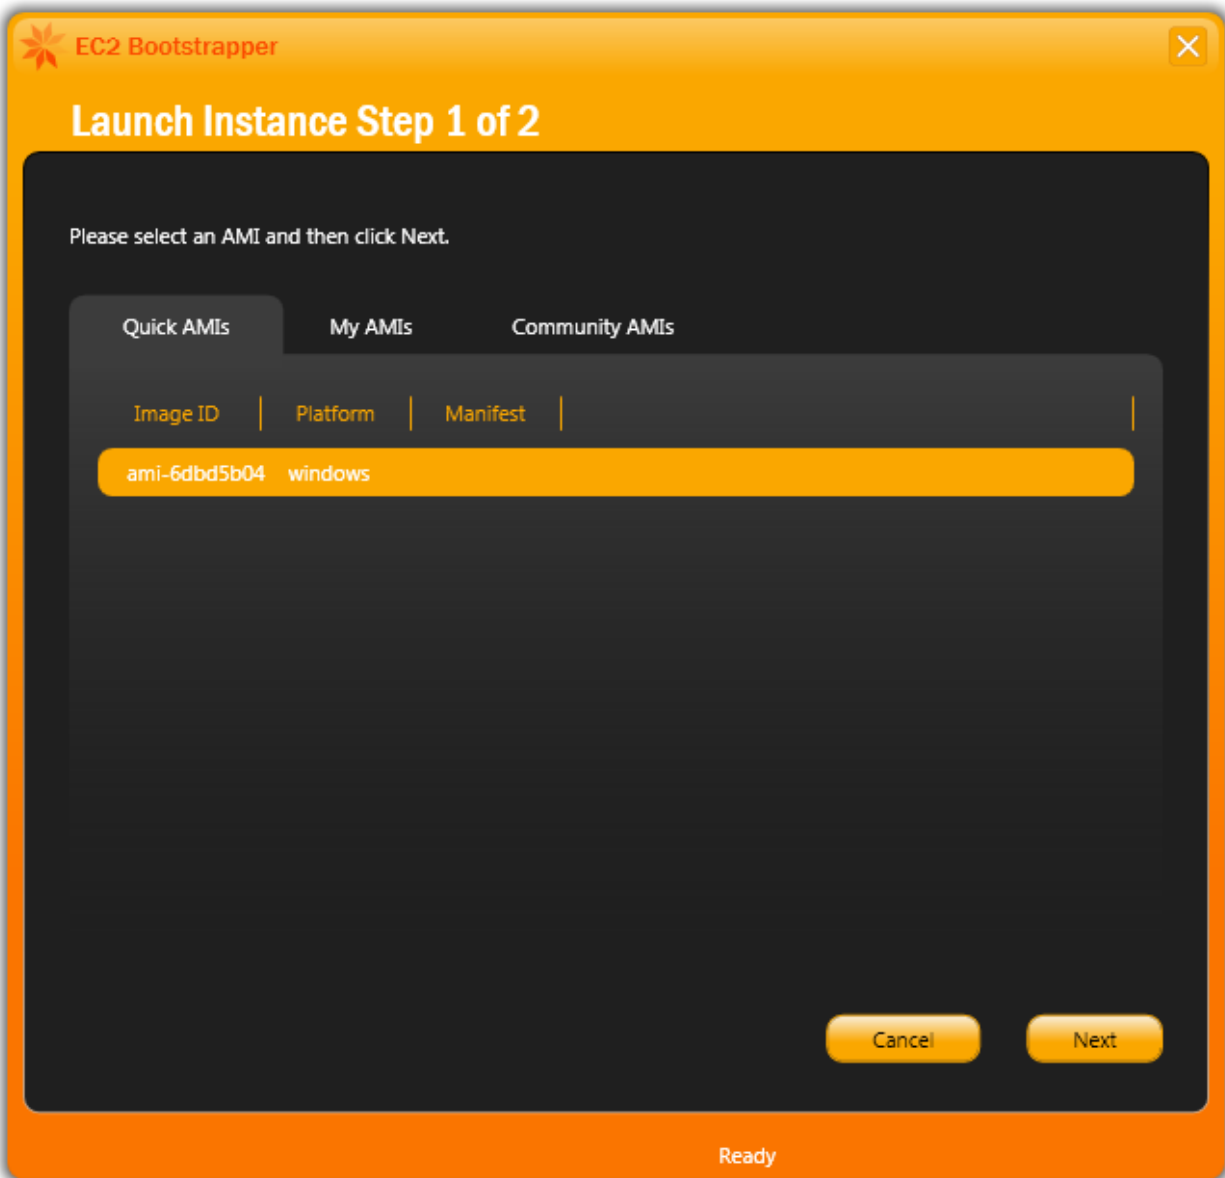 EC2 Bootstrapper
Launch Instance Step 1 of 2
Please select an AMI and then click Next.
Quick AMIs My AMIs Community AMIs
Image ID Platform Manifest
ami-6dbd5b04 windows
Cancel Next
Ready